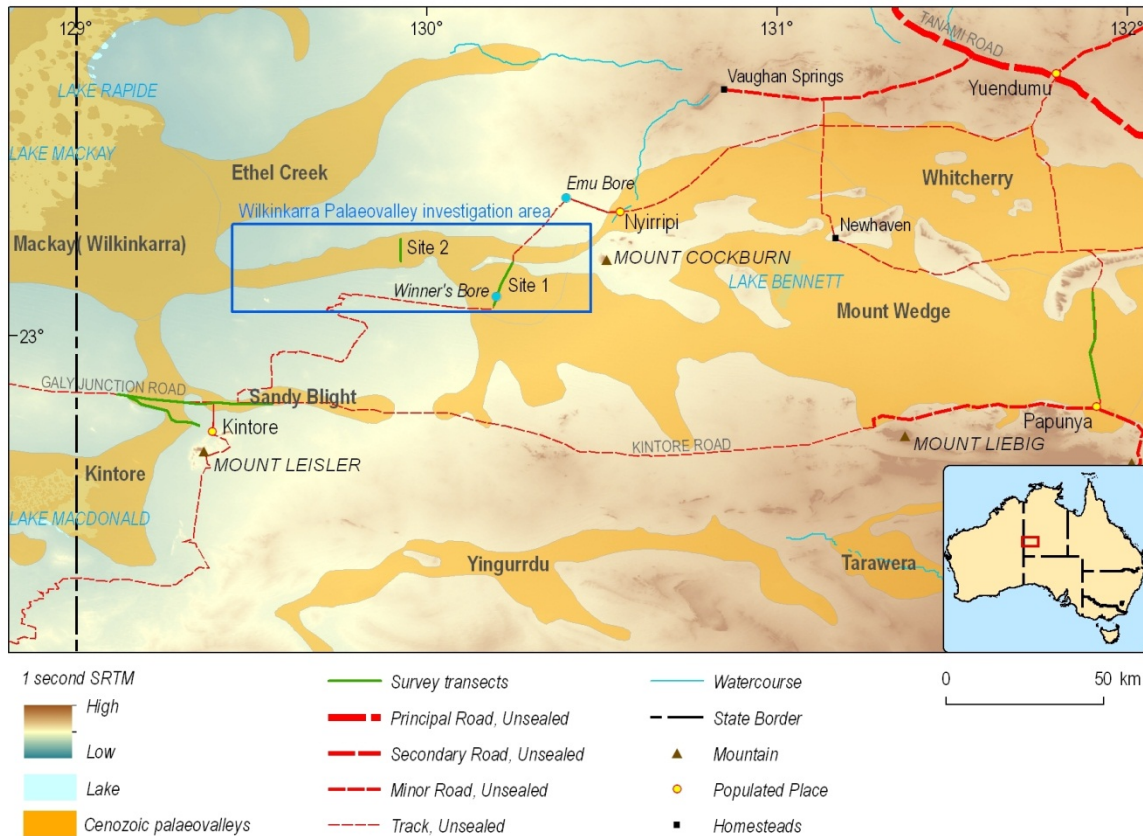 129°
130°
131°
132°
TANAMI ROAD
LAKE RAPIDE
Vaughan Springs
Yuendumu
LAKE MACKAY
Ethel Creek
Emu Bore
Whitcherry
Wilkinkarra Palaeovalley investigation area
Nyirripi
Newhaven
Mackay( Wilkinkarra)
Site 2
MOUNT COCKBURN
LAKE BENNETT
Winner's Bore
Site 1
Mount Wedge
23°
GALY JUNCTION ROAD
Sandy Blight
Kintore
KINTORE ROAD
Papunya
MOUNT LIEBIG
MOUNT LEISLER
Kintore
LAKE MACDONALD
Yingurrdu
Tarawera
1 second SRTM
High
Low
Lake
Cenozoic palaeovalleys
Survey transects
Principal Road, Unsealed
Secondary Road, Unsealed
Minor Road, Unsealed
Track, Unsealed
Watercourse
State Border
Mountain
Populated Place
Homesteads
0 50 km